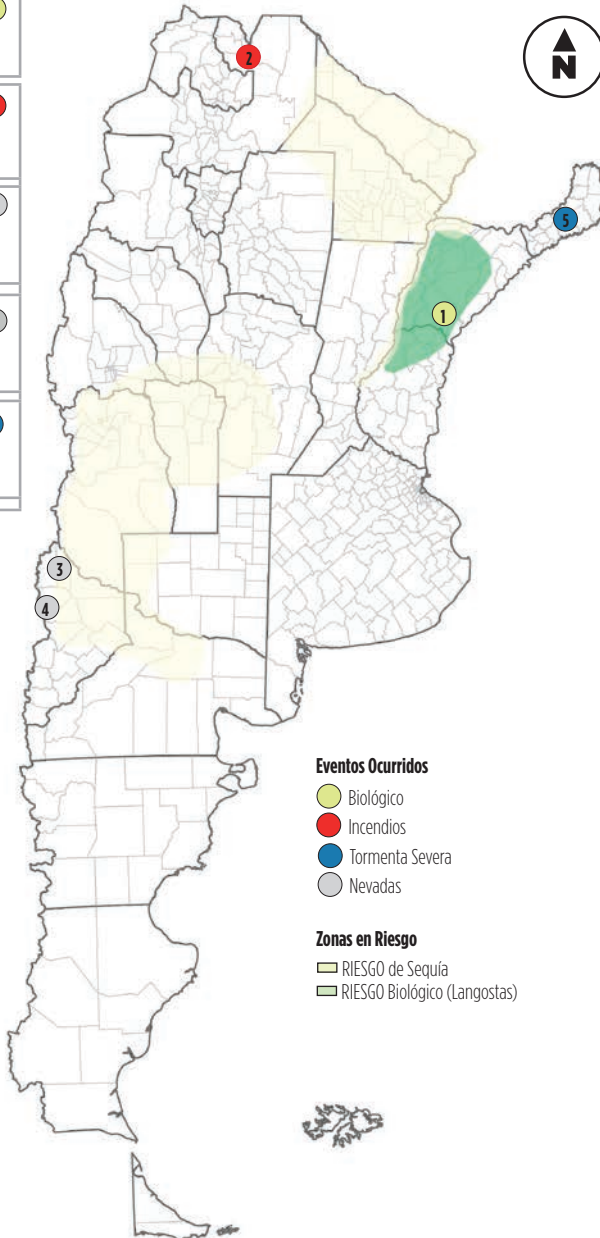 2
N
5
1
3
4
Eventos Ocurridos
Biológico
Incendios
Tormenta Severa
Nevadas
Zonas en Riesgo
RIESGO de Sequía
RIESGO Biológico (Langostas)